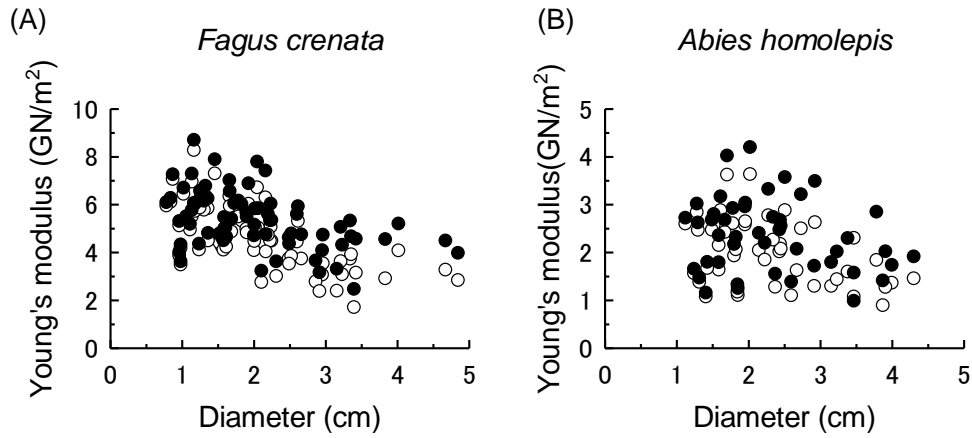 (A)
Fagus crenata
Young's modulus (GN/m²)
10
8
6
4
2
0
0 1 2 3 4 5
Diameter (cm)
(B)
Abies homolepis
Young's modulus(GN/m²)
5
4
3
2
1
0
0 1 2 3 4 5
Diameter (cm)